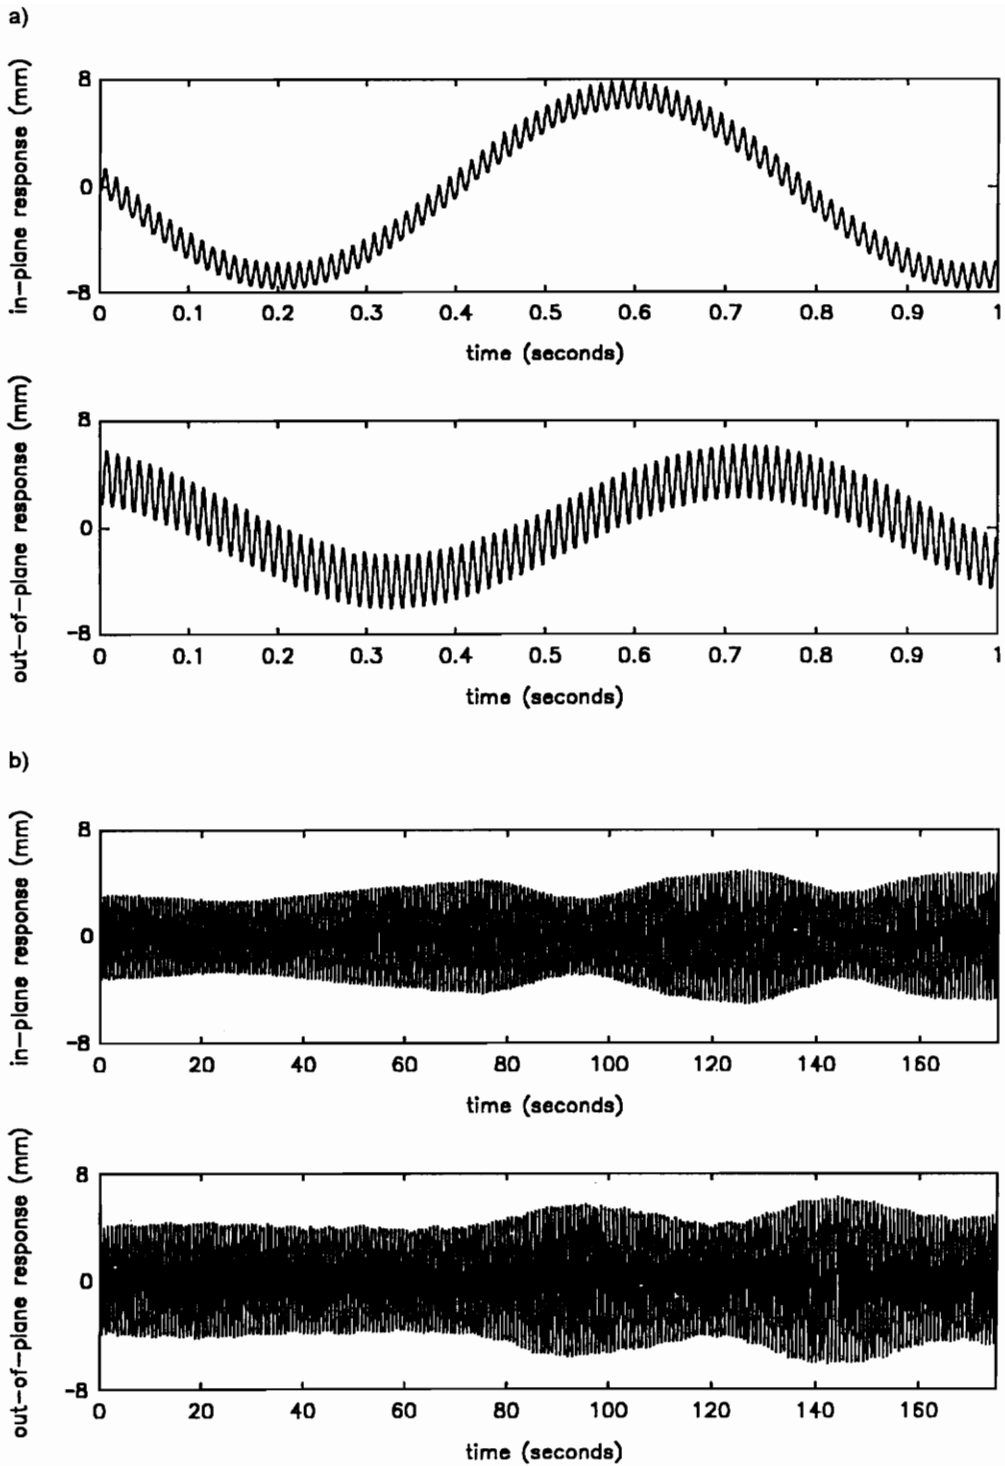 a)
in-plane response (mm)
8
0
-8
0 0.1 0.2 0.3 0.4 0.5 0.6 0.7 0.8 0.9 1
time (seconds)
out-of-plane response (mm)
8
0
-8
0 0.1 0.2 0.3 0.4 0.5 0.6 0.7 0.8 0.9 1
time (seconds)
b)
in-plane response (mm)
8
0
-8
0 20 40 60 80 100 120 140 160
time (seconds)
out-of-plane response (mm)
8
0
-8
0 20 40 60 80 100 120 140 160
time (seconds)